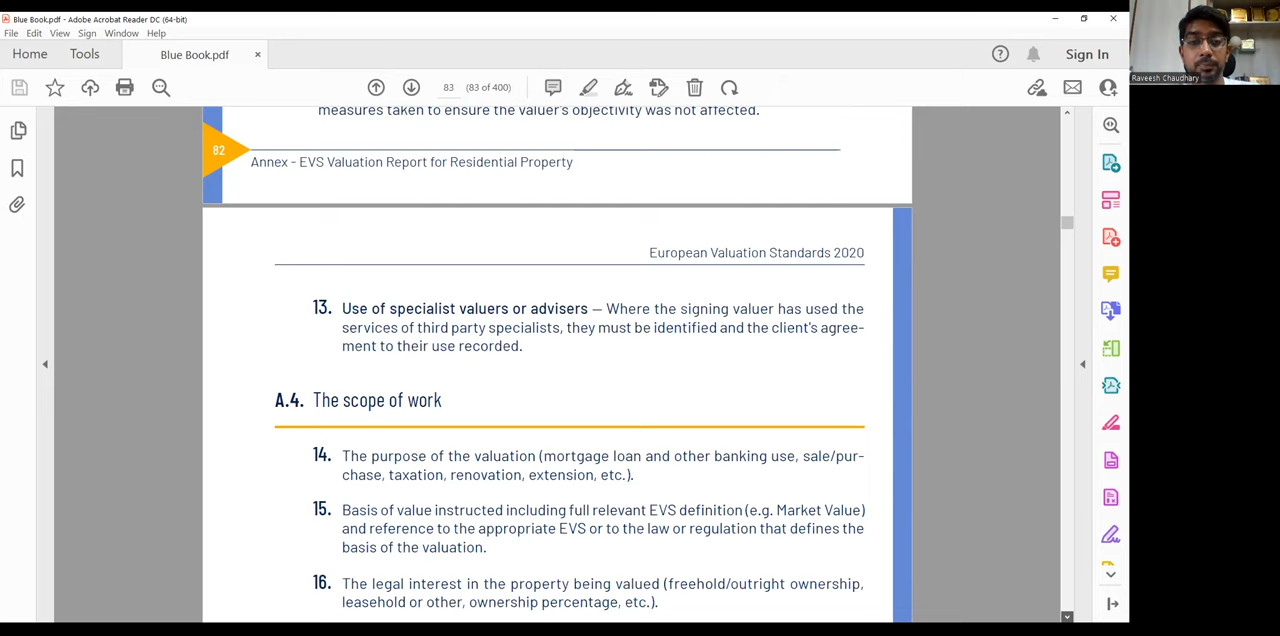 Blue Book.pdf - Adobe Acrobat Reader DC (64-bit)
File Edit View Sign Window Help
Home Tools Blue Book.pdf × Sign In
83 (83 of 400)
Raveesh Chaudhary
measures taken to ensure the valuer's objectivity was not affected.
82
Annex - EVS Valuation Report for Residential Property
European Valuation Standards 2020
13. Use of specialist valuers or advisers — Where the signing valuer has used the
services of third party specialists, they must be identified and the client's agree-
ment to their use recorded.
A.4. The scope of work
14. The purpose of the valuation (mortgage loan and other banking use, sale/pur-
chase, taxation, renovation, extension, etc.).
15. Basis of value instructed including full relevant EVS definition (e.g. Market Value)
and reference to the appropriate EVS or to the law or regulation that defines the
basis of the valuation.
16. The legal interest in the property being valued (freehold/outright ownership,
leasehold or other, ownership percentage, etc.).